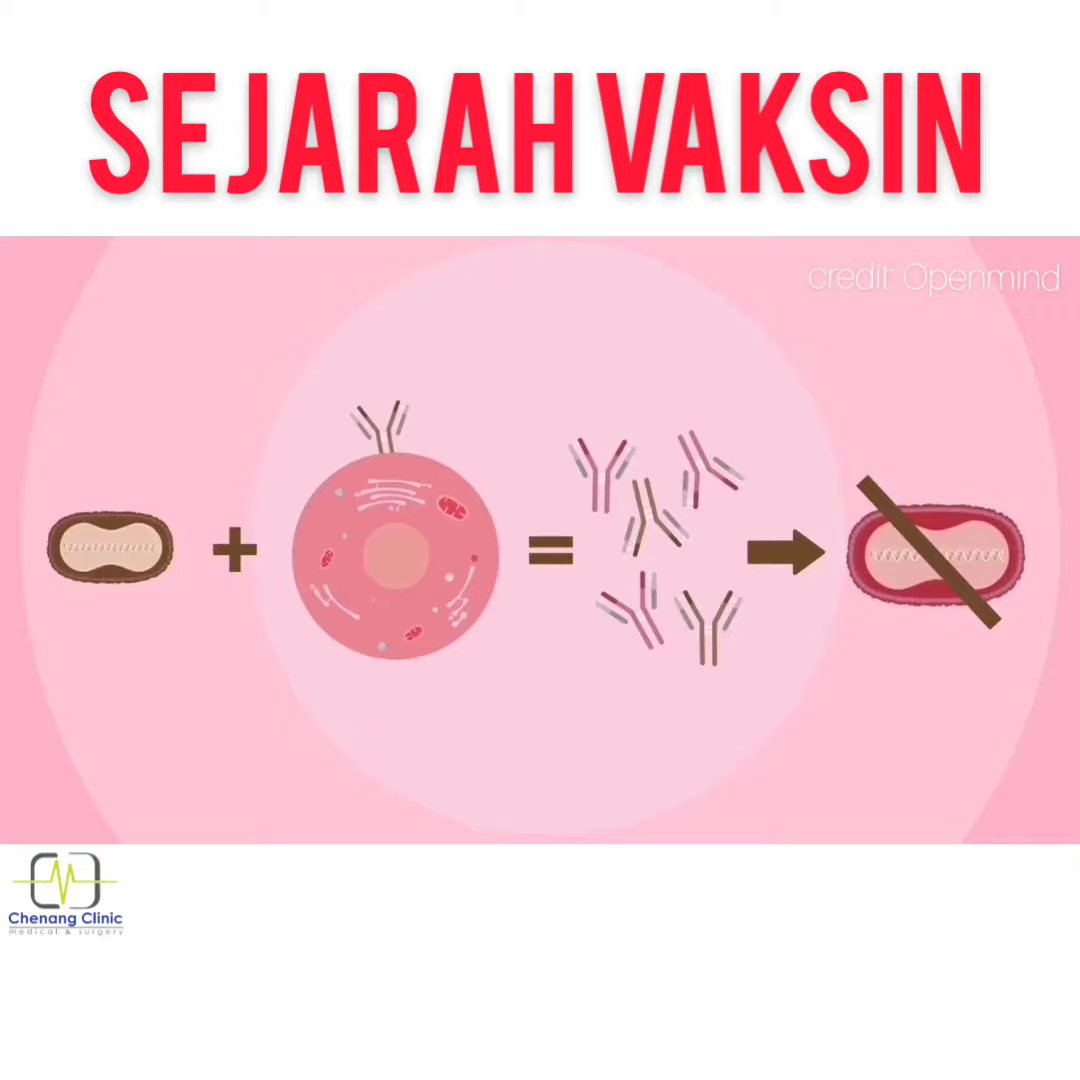 SEJARAH VAKSIN
credit: Openmind
Chenang Clinic
medical & surgery